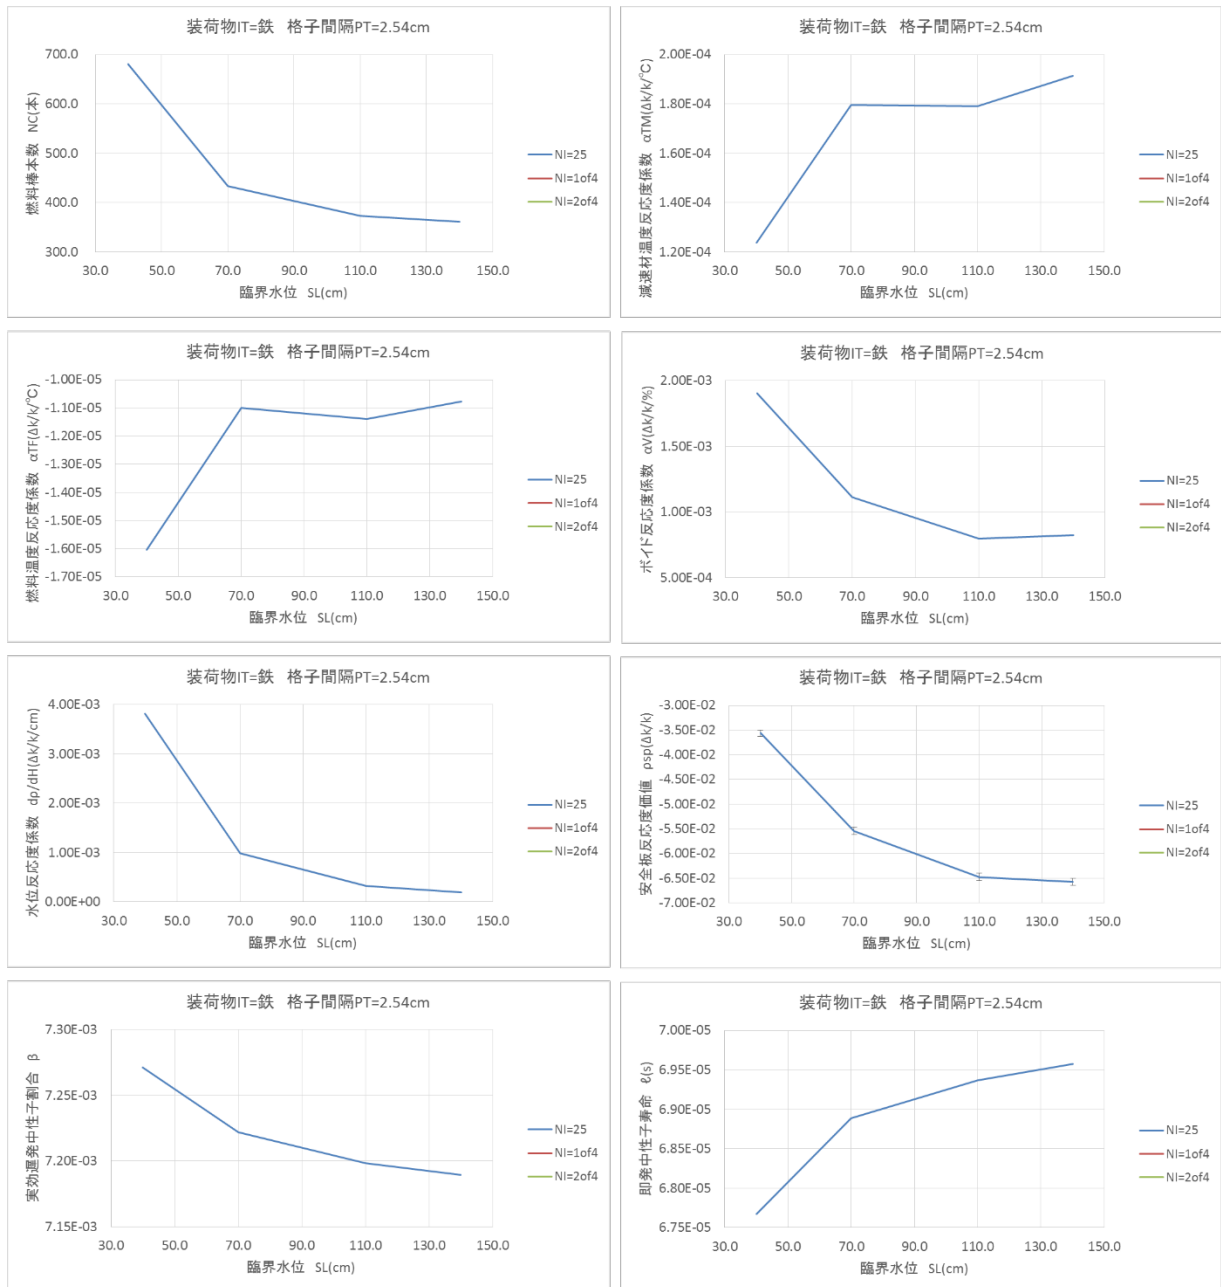 装荷物IT=鉄 格子間隔PT=2.54cm
燃料棒本数 NC(本)
700.0
600.0
500.0
400.0
300.0
30.0 50.0 70.0 90.0 110.0 130.0 150.0
臨界水位 SL(cm)
NI=25
NI=1of4
NI=2of4
装荷物IT=鉄 格子間隔PT=2.54cm
減速材温度反応度係数 αTM(Δk/k/℃)
2.00E-04
1.80E-04
1.60E-04
1.40E-04
1.20E-04
30.0 50.0 70.0 90.0 110.0 130.0 150.0
臨界水位 SL(cm)
NI=25
NI=1of4
NI=2of4
装荷物IT=鉄 格子間隔PT=2.54cm
燃料温度反応度係数 αTF(Δk/k/℃)
-1.00E-05
-1.10E-05
-1.20E-05
-1.30E-05
-1.40E-05
-1.50E-05
-1.60E-05
-1.70E-05
30.0 50.0 70.0 90.0 110.0 130.0 150.0
臨界水位 SL(cm)
NI=25
NI=1of4
NI=2of4
装荷物IT=鉄 格子間隔PT=2.54cm
ボイド反応度係数 αV(Δk/k/%)
2.00E-03
1.50E-03
1.00E-03
5.00E-04
30.0 50.0 70.0 90.0 110.0 130.0 150.0
臨界水位 SL(cm)
NI=25
NI=1of4
NI=2of4
装荷物IT=鉄 格子間隔PT=2.54cm
水位反応度係数 dρ/dH(Δk/k/cm)
4.00E-03
3.00E-03
2.00E-03
1.00E-03
0.00E+00
30.0 50.0 70.0 90.0 110.0 130.0 150.0
臨界水位 SL(cm)
NI=25
NI=1of4
NI=2of4
装荷物IT=鉄 格子間隔PT=2.54cm
安全板反応度価値 ρsp(Δk/k)
-3.00E-02
-3.50E-02
-4.00E-02
-4.50E-02
-5.00E-02
-5.50E-02
-6.00E-02
-6.50E-02
-7.00E-02
30.0 50.0 70.0 90.0 110.0 130.0 150.0
臨界水位 SL(cm)
NI=25
NI=1of4
NI=2of4
装荷物IT=鉄 格子間隔PT=2.54cm
実効遅発中性子割合 β
7.30E-03
7.25E-03
7.20E-03
7.15E-03
30.0 50.0 70.0 90.0 110.0 130.0 150.0
臨界水位 SL(cm)
NI=25
NI=1of4
NI=2of4
装荷物IT=鉄 格子間隔PT=2.54cm
即発中性子寿命 ℓ(s)
7.00E-05
6.95E-05
6.90E-05
6.85E-05
6.80E-05
6.75E-05
30.0 50.0 70.0 90.0 110.0 130.0 150.0
臨界水位 SL(cm)
NI=25
NI=1of4
NI=2of4